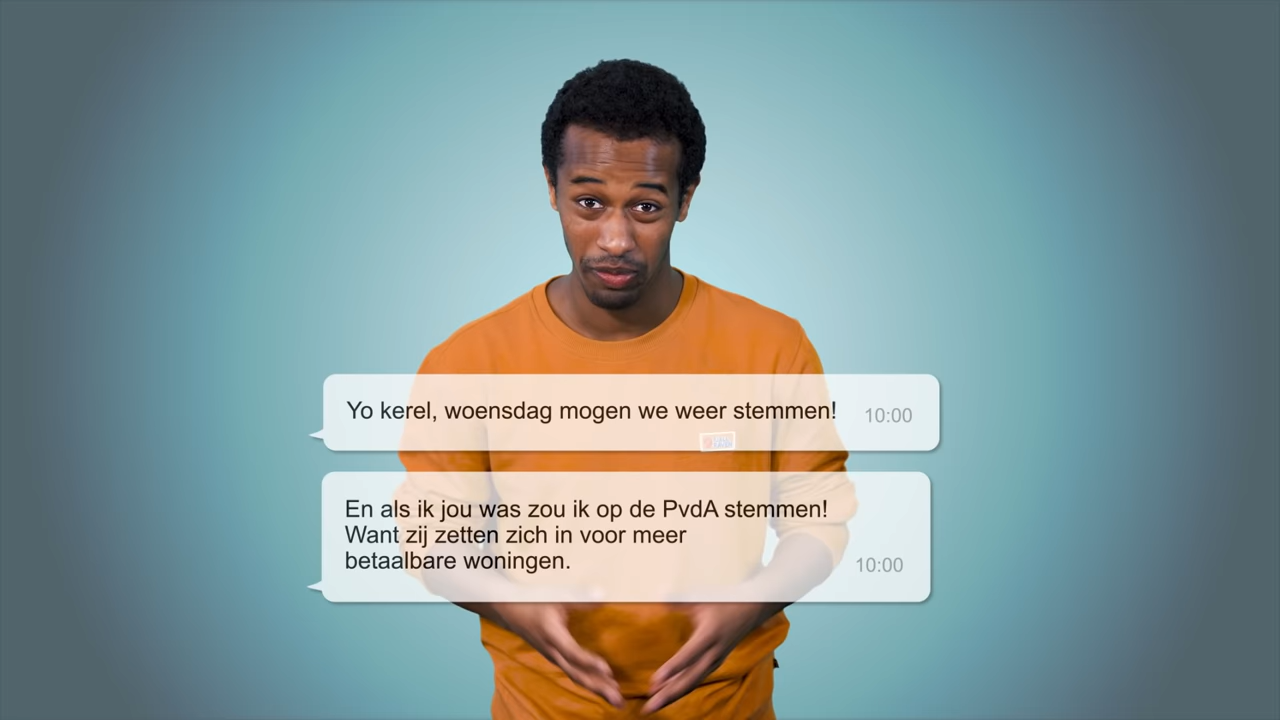 Yo kerel, woensdag mogen we weer stemmen! 10:00
En als ik jou was zou ik op de PvdA stemmen!
Want zij zetten zich in voor meer
betaalbare woningen.
10:00